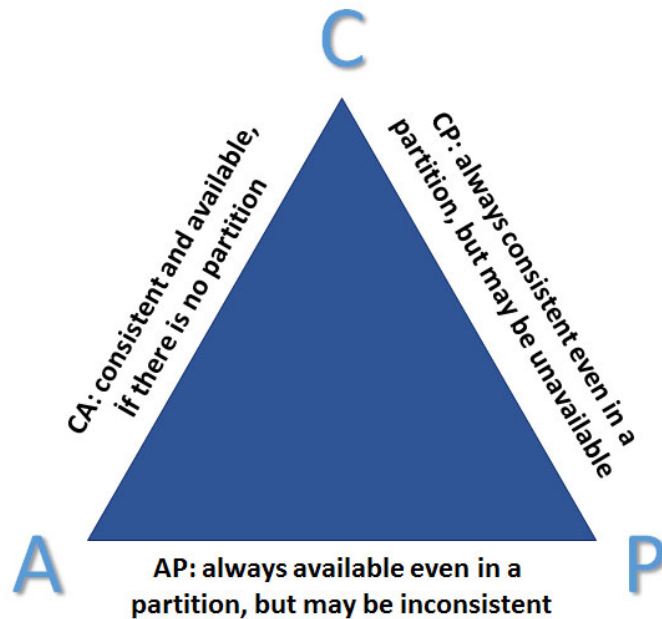 C
CA: consistent and available,
if there is no partition
CP: always consistent even in a
partition, but may be unavailable
A
AP: always available even in a
partition, but may be inconsistent
P